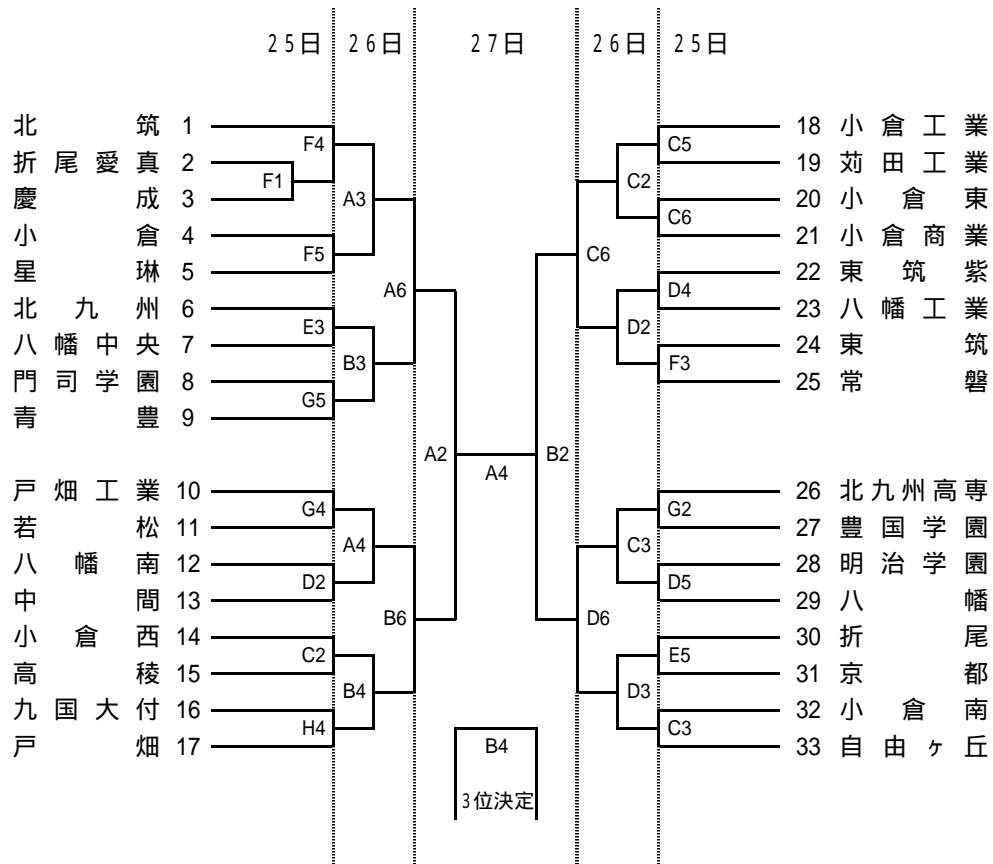 25日 26日 27日 26日 25日
北筑 1
F4
折尾愛真 2
F1
慶成 3
A3
小倉 4
F5
星琳 5
A6
北九州 6
E3
八幡中央 7
B3
門司学園 8
G5
青豊 9
A2
戸畑工業 10
G4
若松 11
A4
八幡南 12
D2
中間 13
B6
小倉西 14
C2
高稜 15
B4
九国大付 16
H4
戸畑 17
A4
B4
3位決定
18 小倉工業
C5
19 苅田工業
C2
20 小倉東
C6
21 小倉商業
C6
22 東筑紫
D4
23 八幡工業
D2
24 東筑
F3
25 常磐
B2
26 北九州高専
G2
27 豊国学園
C3
28 明治学園
D5
29 八幡
D6
30 折尾
E5
31 京都
D3
32 小倉南
C3
33 自由ヶ丘